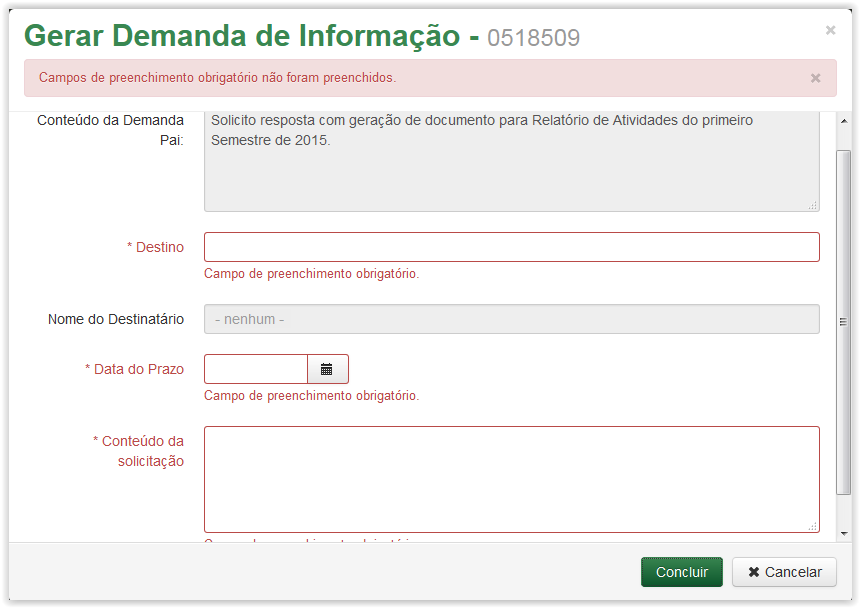 Gerar Demanda de Informação - 0518509
Campos de preenchimento obrigatório não foram preenchidos.
Conteúdo da Demanda
Pai:
Solicito resposta com geração de documento para Relatório de Atividades do primeiro
Semestre de 2015.
* Destino
Campo de preenchimento obrigatório.
Nome do Destinatário
- nenhum -
* Data do Prazo
Campo de preenchimento obrigatório.
* Conteúdo da
solicitação
Concluir
Cancelar